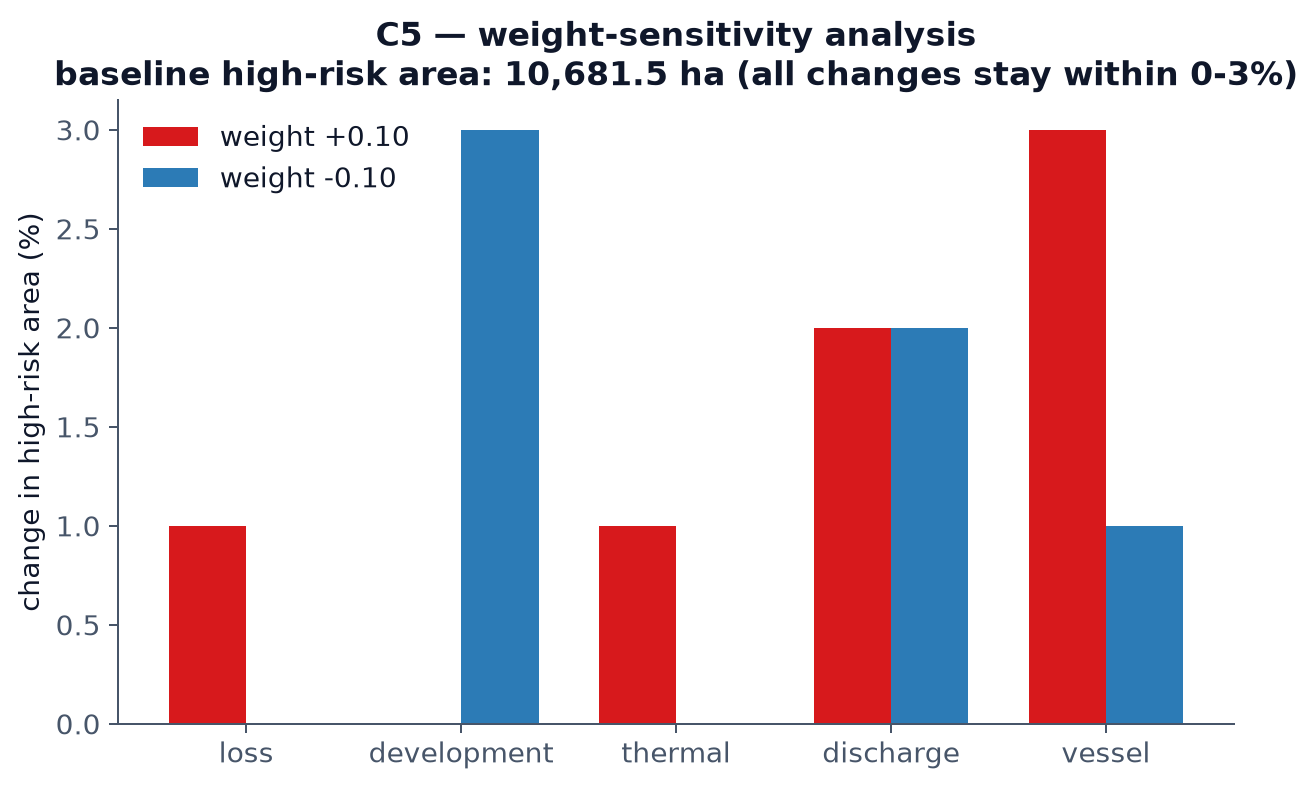 C5 — weight-sensitivity analysis
baseline high-risk area: 10,681.5 ha (all changes stay within 0-3%)
weight +0.10
weight -0.10
change in high-risk area (%)
3.0
2.5
2.0
1.5
1.0
0.5
0.0
loss
development
thermal
discharge
vessel